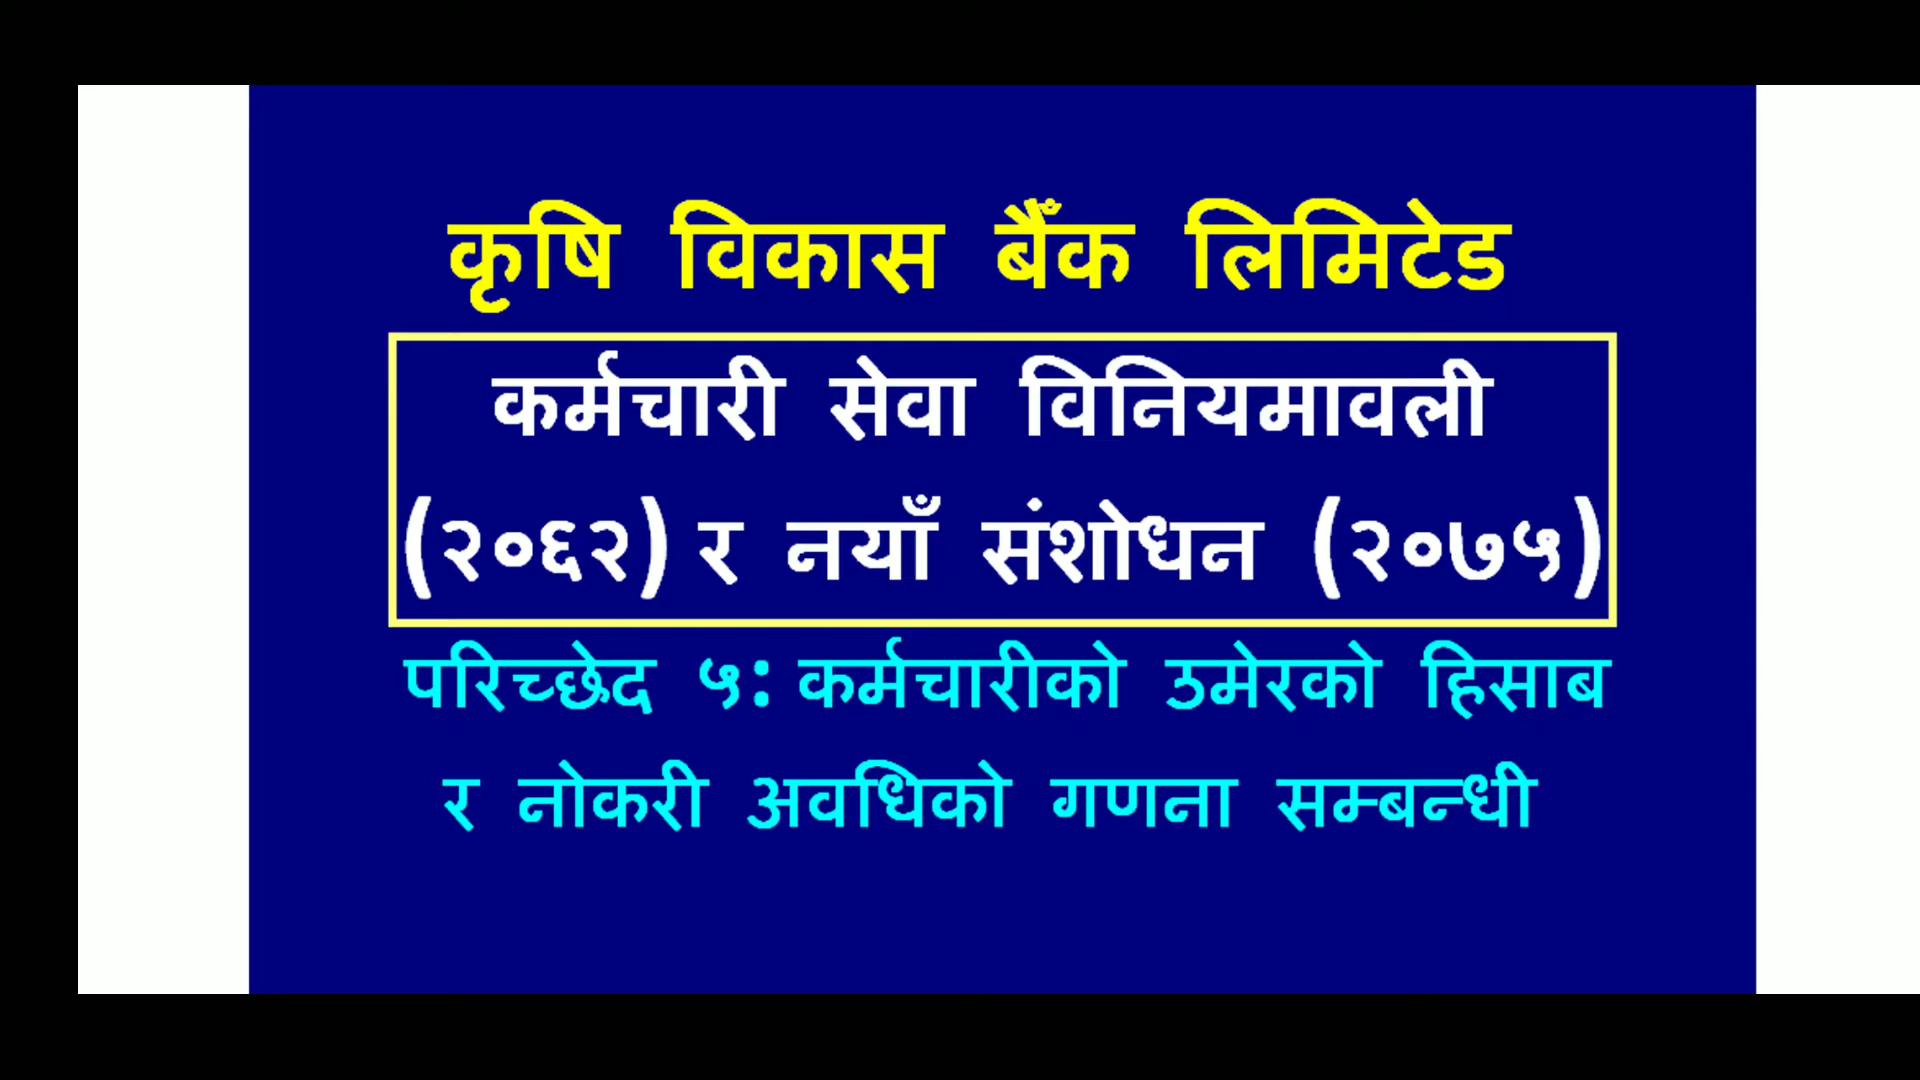 कृषि विकास बैँक लिमिटेड
कर्मचारी सेवा विनियमावली
(२०६२) र नयाँ संशोधन (२०७५)
परिच्छेद ५: कर्मचारीको उमेरको हिसाब
र नोकरी अवधिको गणना सम्बन्धी